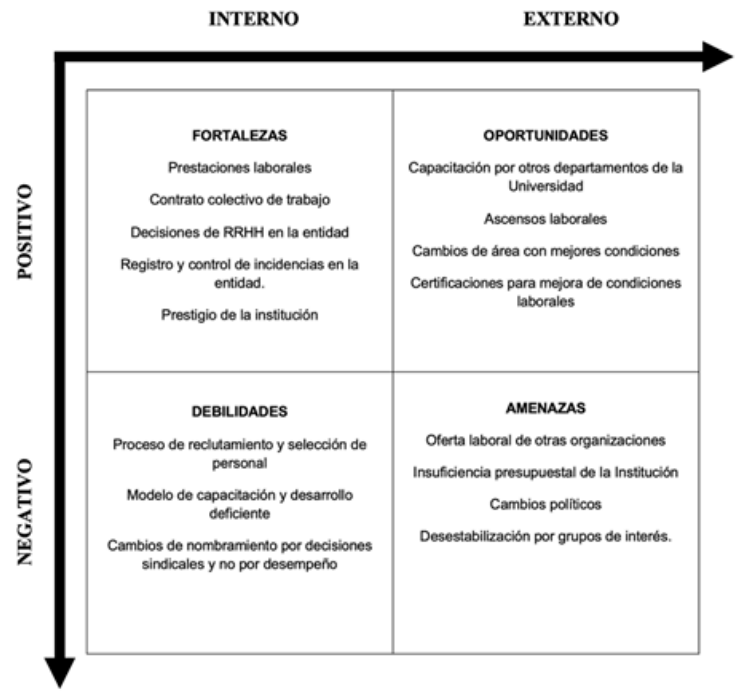 INTERNO
EXTERNO
POSITIVO
NEGATIVO
FORTALEZAS
Prestaciones laborales
Contrato colectivo de trabajo
Decisiones de RRHH en la entidad
Registro y control de incidencias en la
entidad.
Prestigio de la institución
OPORTUNIDADES
Capacitación por otros departamentos de la
Universidad
Ascensos laborales
Cambios de área con mejores condiciones
Certificaciones para mejora de condiciones
laborales
DEBILIDADES
Proceso de reclutamiento y selección de
personal
Modelo de capacitación y desarrollo
deficiente
Cambios de nombramiento por decisiones
sindicales y no por desempeño
AMENAZAS
Oferta laboral de otras organizaciones
Insuficiencia presupuestal de la Institución
Cambios políticos
Desestabilización por grupos de interés.